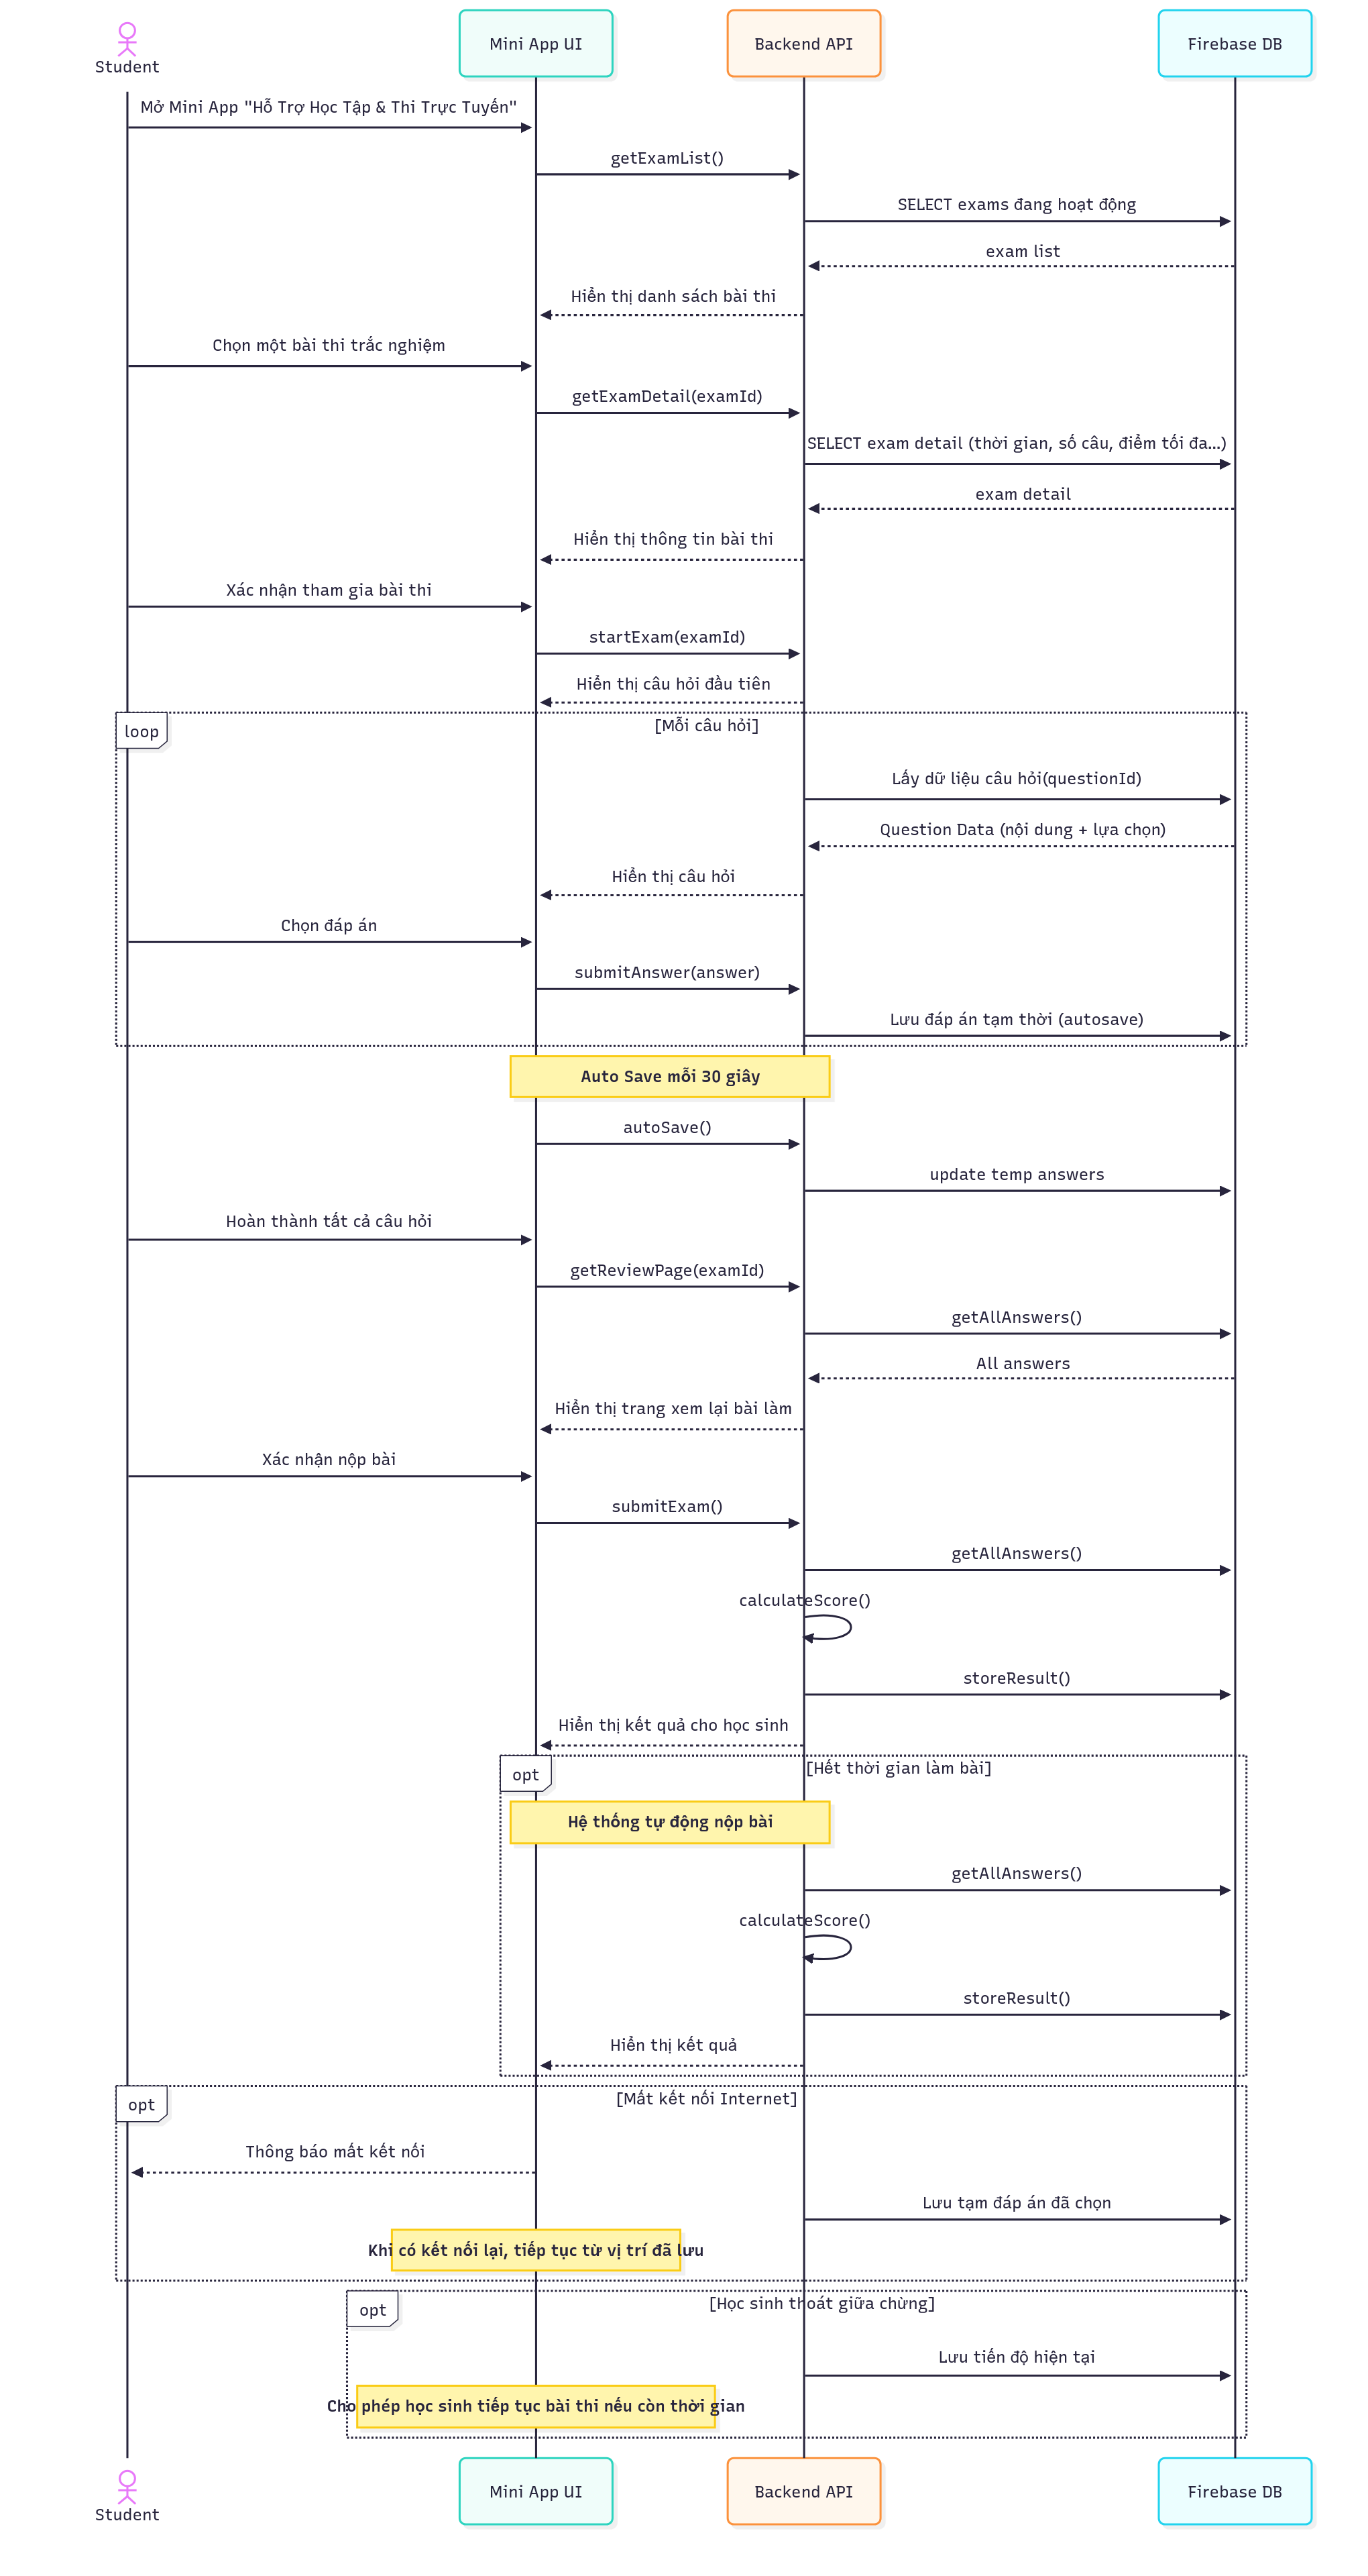 Student
Mini App UI
Backend API
Firebase DB
Mở Mini App "Hỗ Trợ Học Tập & Thi Trực Tuyến"
getExamList()
SELECT exams đang hoạt động
exam list
Hiển thị danh sách bài thi
Chọn một bài thi trắc nghiệm
getExamDetail(examId)
SELECT exam detail (thời gian, số câu, điểm tối đa...)
exam detail
Hiển thị thông tin bài thi
Xác nhận tham gia bài thi
startExam(examId)
Hiển thị câu hỏi đầu tiên
loop
[Mỗi câu hỏi]
Lấy dữ liệu câu hỏi(questionId)
Question Data (nội dung + lựa chọn)
Hiển thị câu hỏi
Chọn đáp án
submitAnswer(answer)
Lưu đáp án tạm thời (autosave)
Auto Save mỗi 30 giây
autoSave()
update temp answers
Hoàn thành tất cả câu hỏi
getReviewPage(examId)
getAllAnswers()
All answers
Hiển thị trang xem lại bài làm
Xác nhận nộp bài
submitExam()
getAllAnswers()
calculateScore()
storeResult()
Hiển thị kết quả cho học sinh
opt
[Hết thời gian làm bài]
Hệ thống tự động nộp bài
getAllAnswers()
calculateScore()
storeResult()
Hiển thị kết quả
opt
[Mất kết nối Internet]
Thông báo mất kết nối
Lưu tạm đáp án đã chọn
Khi có kết nối lại, tiếp tục từ vị trí đã lưu
opt
[Học sinh thoát giữa chừng]
Lưu tiến độ hiện tại
Cho phép học sinh tiếp tục bài thi nếu còn thời gian
Student
Mini App UI
Backend API
Firebase DB